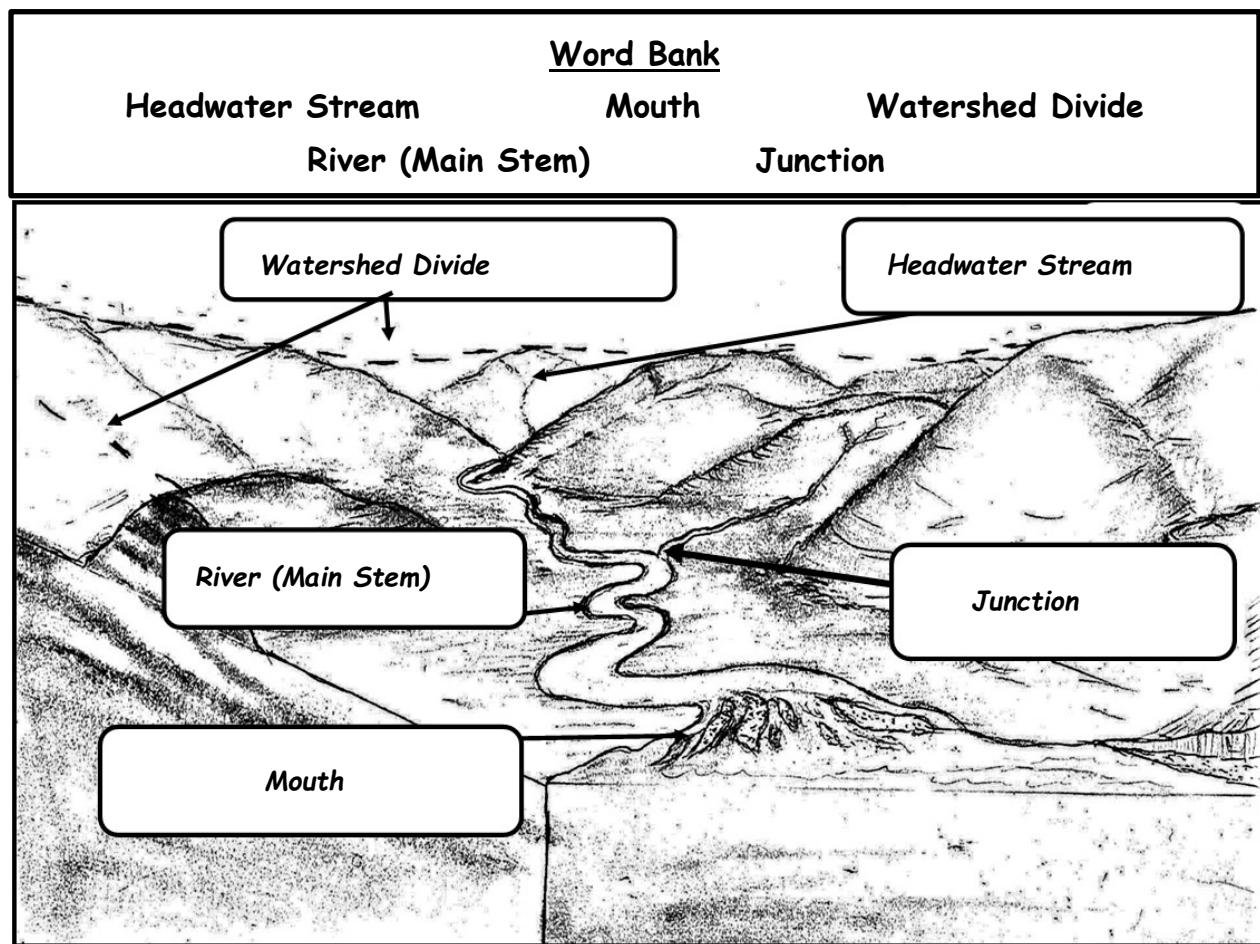 Word Bank
Headwater Stream Mouth Watershed Divide
River (Main Stem) Junction
Watershed Divide
Headwater Stream
River (Main Stem)
Junction
Mouth